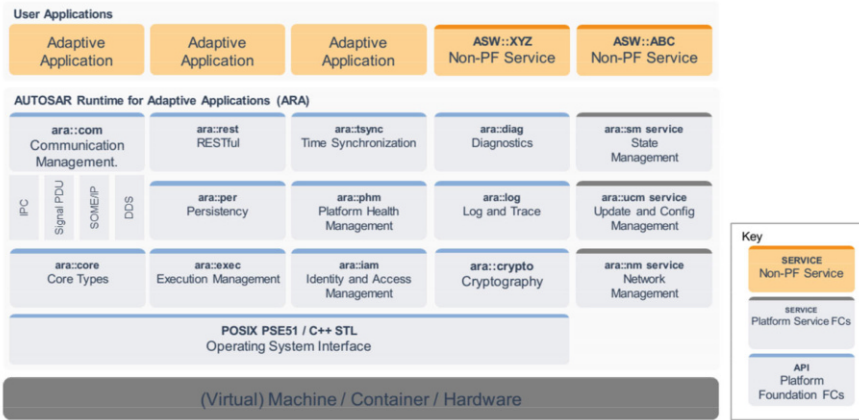 User Applications
Adaptive
Application
Adaptive
Application
Adaptive
Application
ASW::XYZ
Non-PF Service
ASW::ABC
Non-PF Service
AUTOSAR Runtime for Adaptive Applications (ARA)
ara::com
Communication
Management.
ara::rest
RESTful
ara::tsync
Time Synchronization
ara::diag
Diagnostics
ara::sm service
State
Management
IPC
Signal PDU
SOME/IP
DDS
ara::per
Persistency
ara::phm
Platform Health
Management
ara::log
Log and Trace
ara::ucm service
Update and Config
Management
ara::core
Core Types
ara::exec
Execution Management
ara::iam
Identity and Access
Management
ara::crypto
Cryptography
ara::nm service
Network
Management
POSIX PSE51 / C++ STL
Operating System Interface
(Virtual) Machine / Container / Hardware
Key
SERVICE
Non-PF Service
SERVICE
Platform Service FCs
API
Platform
Foundation FCs